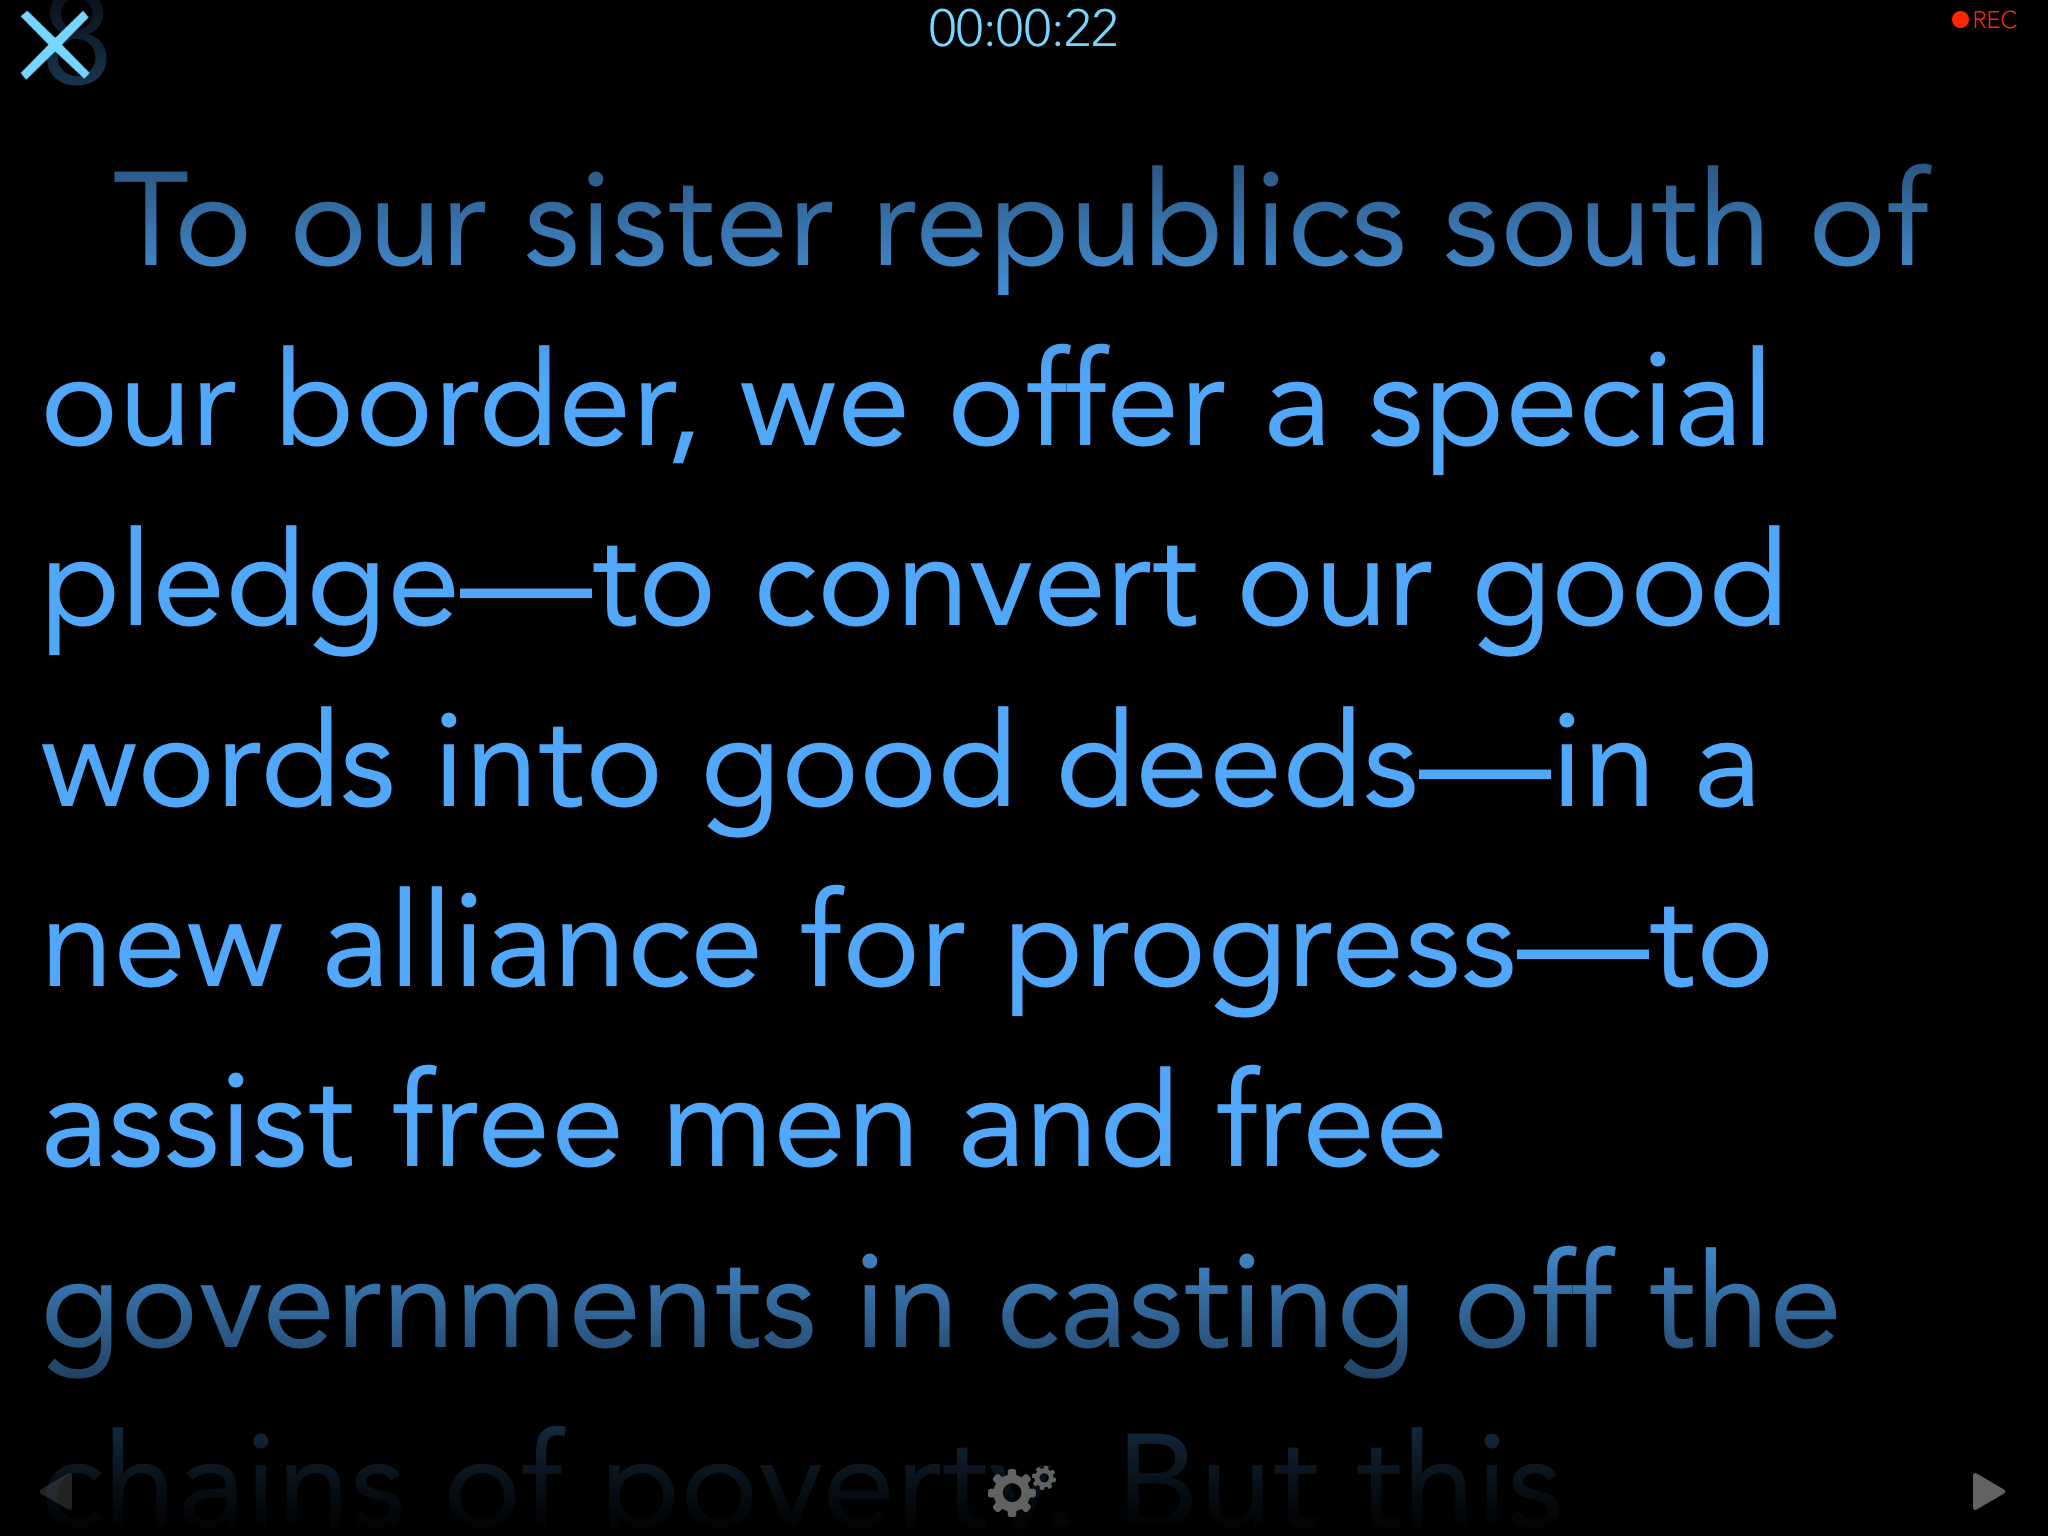 8
00:00:22
REC
To our sister republics south of
our border, we offer a special
pledge—to convert our good
words into good deeds—in a
new alliance for progress—to
assist free men and free
governments in casting off the
chains of poverty. But this